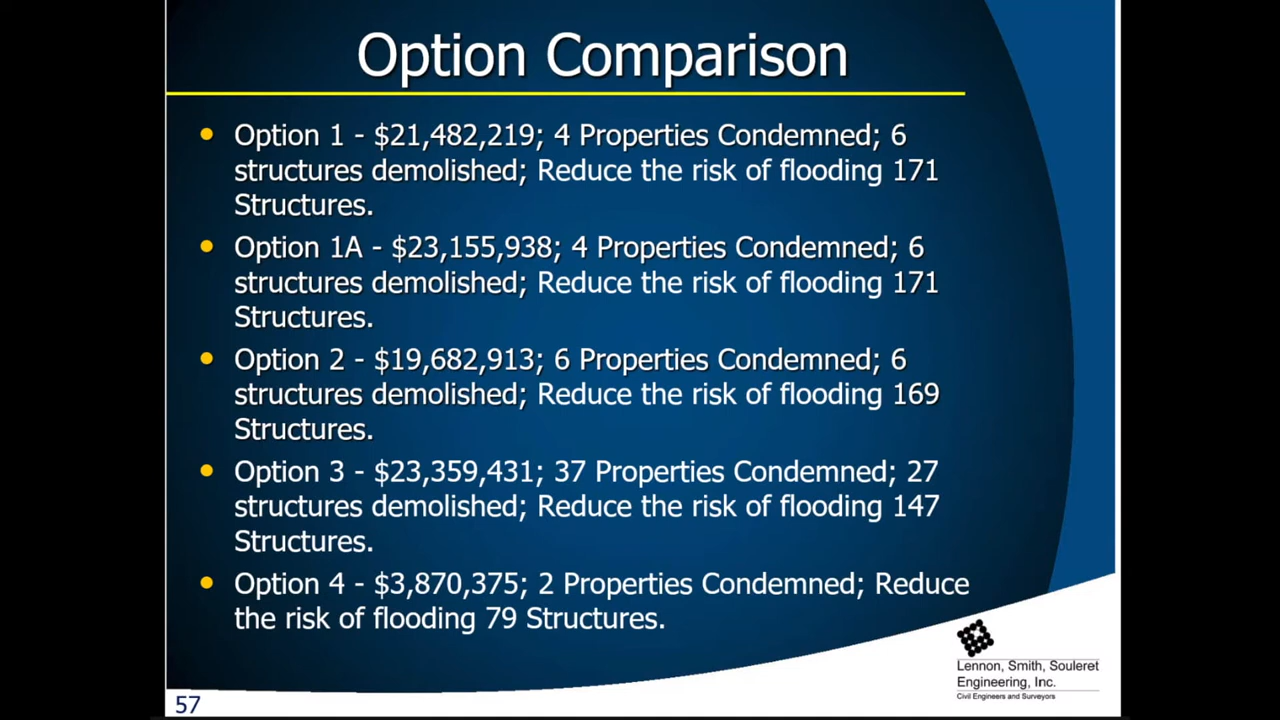 Option Comparison
• Option 1 - $21,482,219; 4 Properties Condemned; 6
structures demolished; Reduce the risk of flooding 171
Structures.
• Option 1A - $23,155,938; 4 Properties Condemned; 6
structures demolished; Reduce the risk of flooding 171
Structures.
• Option 2 - $19,682,913; 6 Properties Condemned; 6
structures demolished; Reduce the risk of flooding 169
Structures.
• Option 3 - $23,359,431; 37 Properties Condemned; 27
structures demolished; Reduce the risk of flooding 147
Structures.
• Option 4 - $3,870,375; 2 Properties Condemned; Reduce
the risk of flooding 79 Structures.
Lennon, Smith, Souleret
Engineering, Inc.
Civil Engineers and Surveyors
57